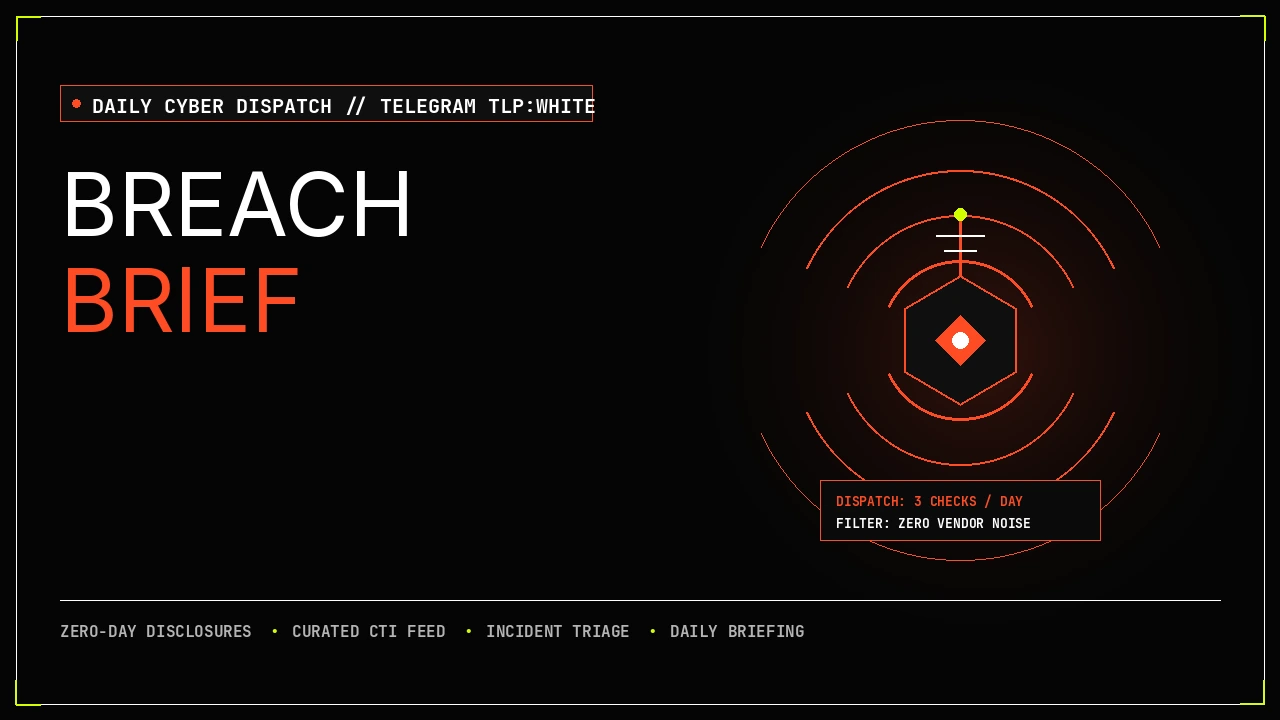 DAILY CYBER DISPATCH // TELEGRAM TLP:WHITE
BREACH
BRIEF
DISPATCH: 3 CHECKS / DAY
FILTER: ZERO VENDOR NOISE
ZERO-DAY DISCLOSURES • CURATED CTI FEED • INCIDENT TRIAGE • DAILY BRIEFING